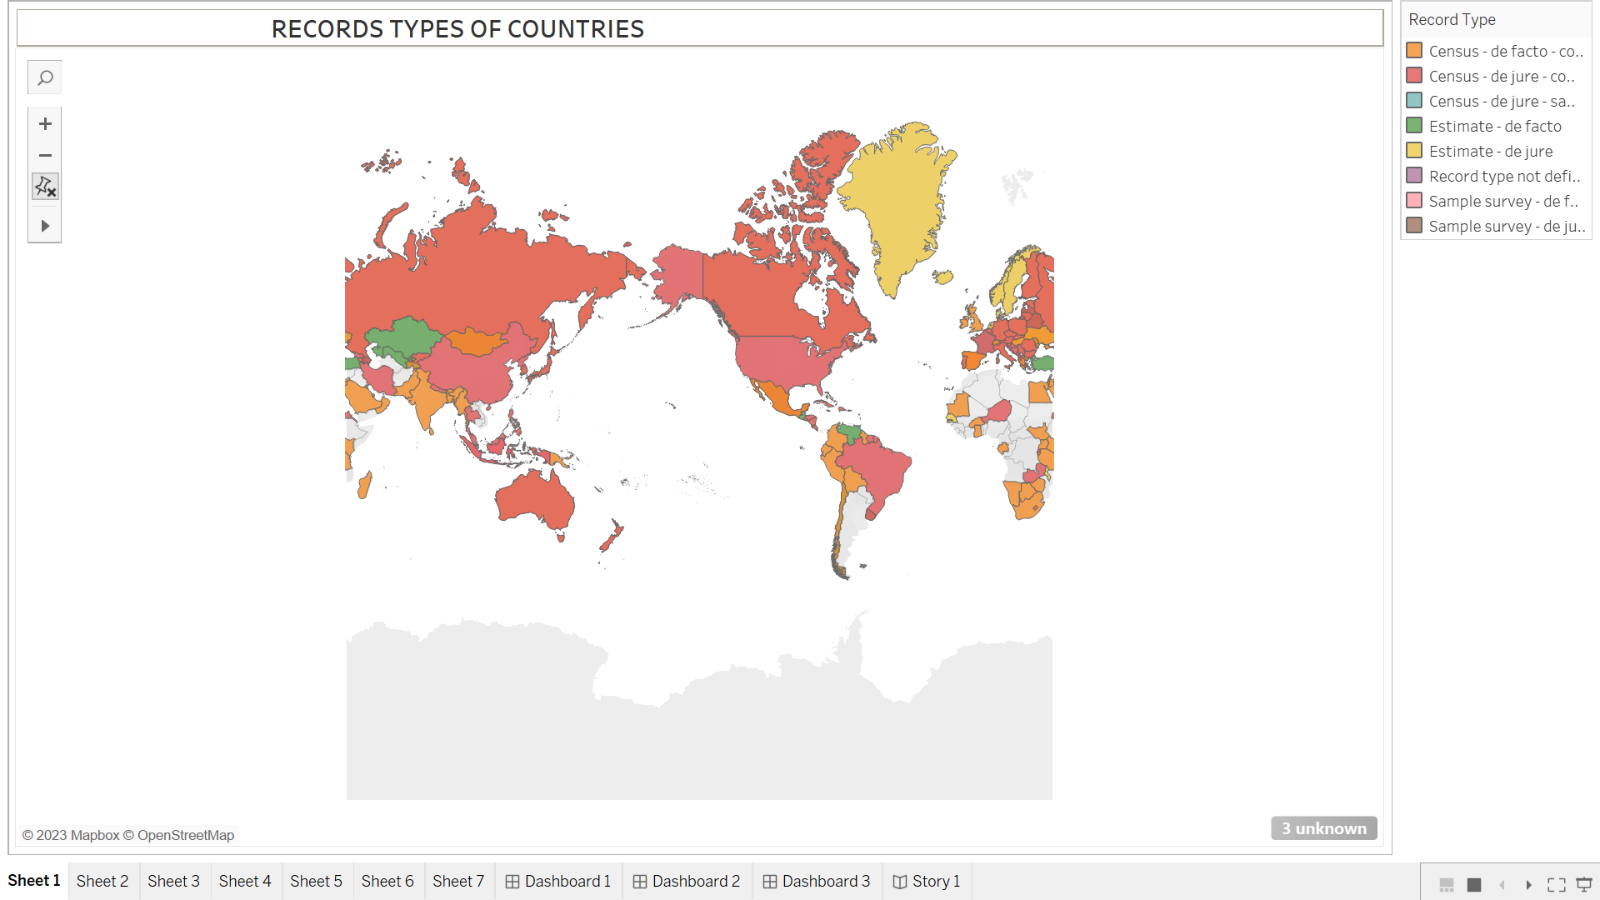 RECORDS TYPES OF COUNTRIES
Record Type
Census - de facto - co..
Census - de jure - co..
Census - de jure - sa..
Estimate - de facto
Estimate - de jure
Record type not defi..
Sample survey - de f..
Sample survey - de ju..
© 2023 Mapbox © OpenStreetMap
3 unknown
Sheet 1 Sheet 2 Sheet 3 Sheet 4 Sheet 5 Sheet 6 Sheet 7 Dashboard 1 Dashboard 2 Dashboard 3 Story 1